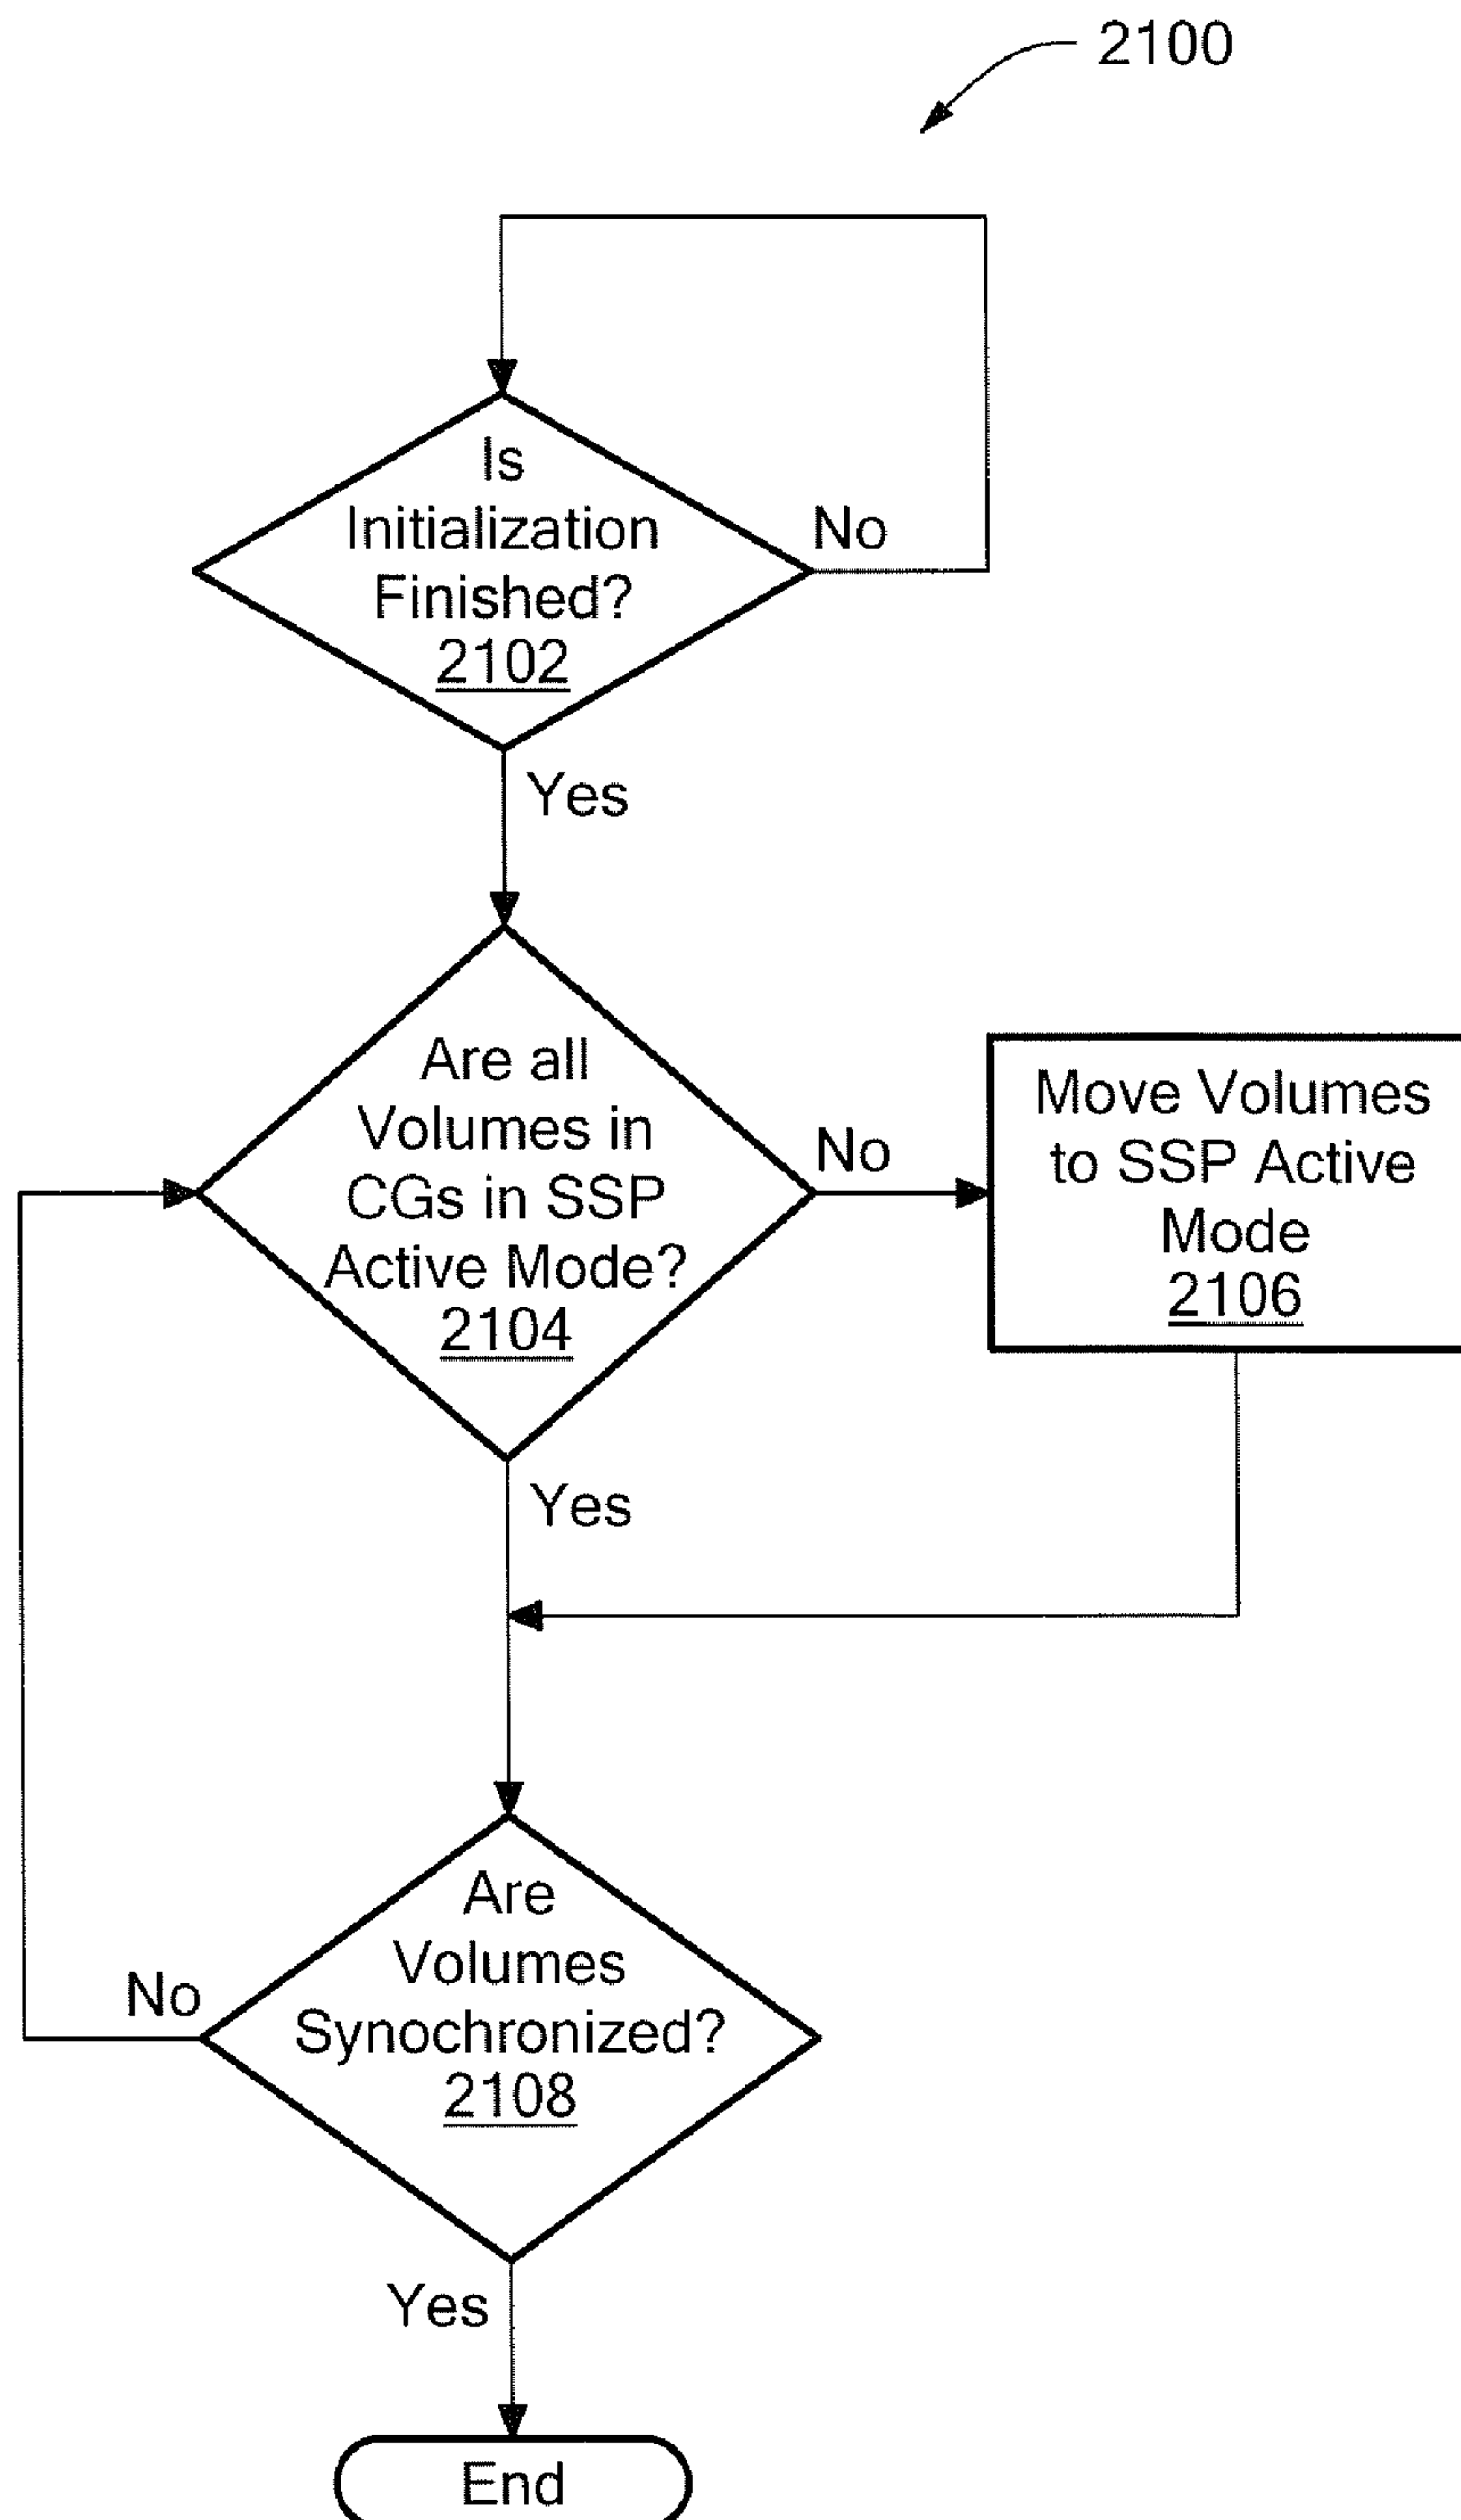 2100
Is
Initialization
Finished?
2102
No
Yes
Are all
Volumes in
CGs in SSP
Active Mode?
2104
No
Move Volumes
to SSP Active
Mode
2106
Yes
Are
Volumes
Synochronized?
2108
No
Yes
End